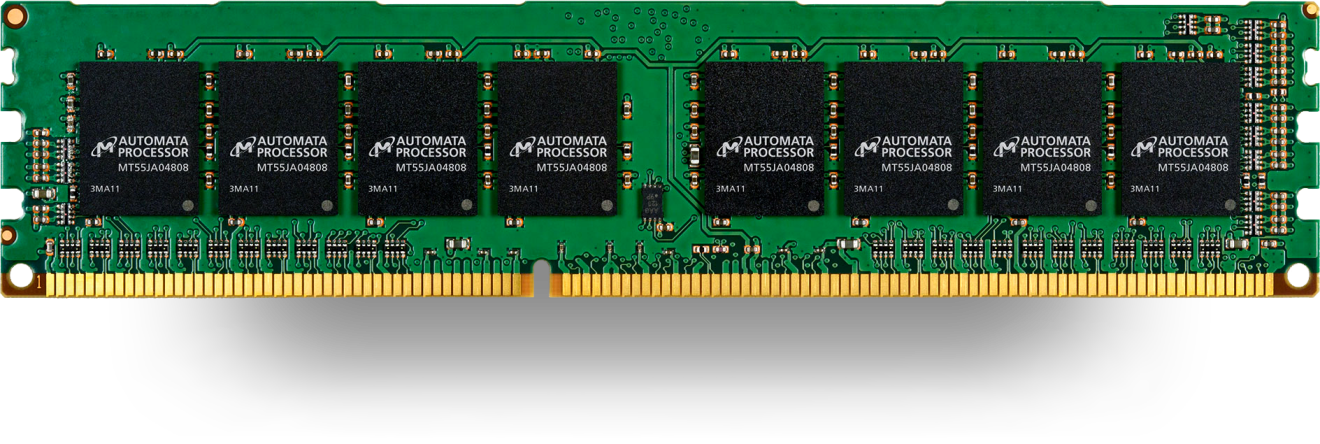 AUTOMATA
PROCESSOR
MT55JA04808
3MA11
AUTOMATA
PROCESSOR
MT55JA04808
3MA11
AUTOMATA
PROCESSOR
MT55JA04808
3MA11
AUTOMATA
PROCESSOR
MT55JA04808
3MA11
AUTOMATA
PROCESSOR
MT55JA04808
3MA11
AUTOMATA
PROCESSOR
MT55JA04808
3MA11
AUTOMATA
PROCESSOR
MT55JA04808
3MA11
AUTOMATA
PROCESSOR
MT55JA04808
3MA11
1